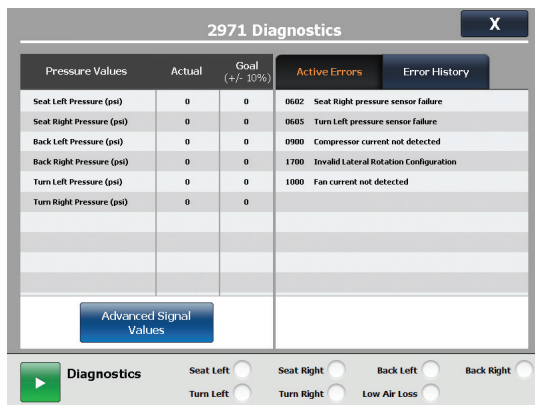 2971 Diagnostics
X
Pressure Values Actual Goal (+/- 10%)
Active Errors Error History
Seat Left Pressure (psi) 0 0
Seat Right Pressure (psi) 0 0
Back Left Pressure (psi) 0 0
Back Right Pressure (psi) 0 0
Turn Left Pressure (psi) 0 0
Turn Right Pressure (psi) 0 0
0602 Seat Right pressure sensor failure
0605 Turn Left pressure sensor failure
0900 Compressor current not detected
1700 Invalid Lateral Rotation Configuration
1000 Fan current not detected
Advanced Signal
Values
Diagnostics
Seat Left Seat Right Back Left Back Right
Turn Left Turn Right Low Air Loss